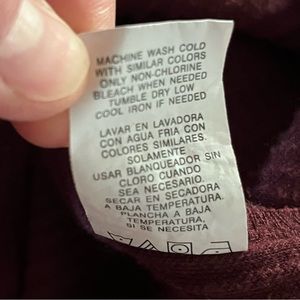 MACHINE WASH COLD
WITH SIMILAR COLORS
ONLY NON-CHLORINE
BLEACH WHEN NEEDED
TUMBLE DRY LOW
COOL IRON IF NEEDED
LAVAR EN LAVADORA
CON AGUA FRIA CON
COLORES SIMILARES.
SOLAMENTE
USAR BLANQUEADOR SIN
CLORO CUANDO
SEA NECESARIO.
SECAR EN SECADORA
A BAJA TEMPERATURA,
PLANCHA A BAJA
TEMPERATURA,
SI SE NECESITA